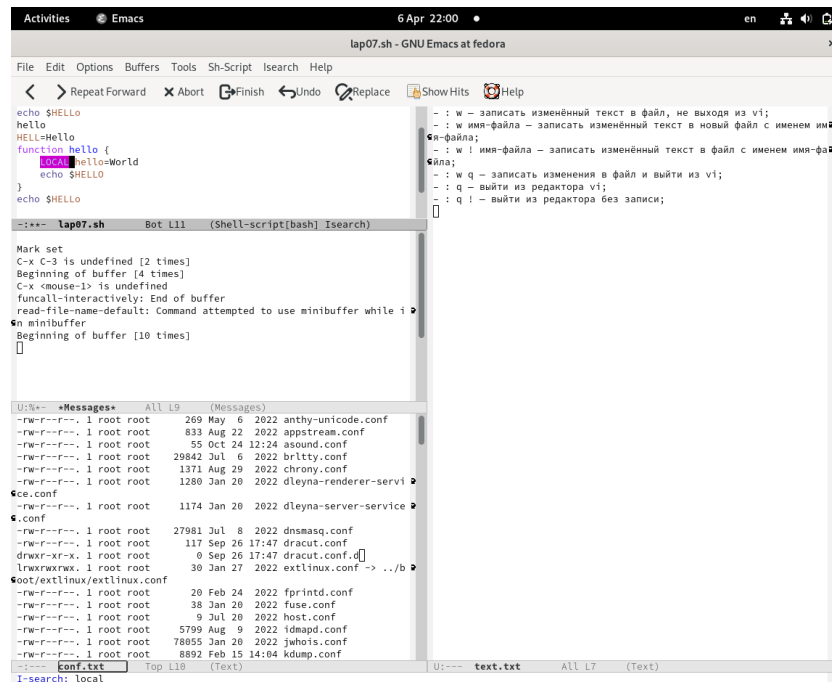 Activities Emacs 6 Apr 22:00 en
lap07.sh - GNU Emacs at fedora
File Edit Options Buffers Tools Sh-Script Isearch Help
Repeat Forward Abort Finish Undo Replace Show Hits Help
echo $HELLo
hello
HELL=Hello
function hello {
LOCAL hello=World
echo $HELLO
}
echo $HELLo
-:**- lap07.sh Bot L11 (Shell-script[bash] Isearch)
Mark set
C-x C-3 is undefined [2 times]
Beginning of buffer [4 times]
C-x <mouse-1> is undefined
funcall-interactively: End of buffer
read-file-name-default: Command attempted to use minibuffer while i
n minibuffer
Beginning of buffer [10 times]
U:%*- *Messages* All L9 (Messages)
-rw-r--r--. 1 root root 269 May 6 2022 anthy-unicode.conf
-rw-r--r--. 1 root root 833 Aug 22 2022 appstream.conf
-rw-r--r--. 1 root root 55 Oct 24 12:24 asound.conf
-rw-r--r--. 1 root root 29842 Jul 6 2022 brltty.conf
-rw-r--r--. 1 root root 1371 Aug 29 2022 chrony.conf
-rw-r--r--. 1 root root 1280 Jan 20 2022 dleyna-renderer-servi
ce.conf
-rw-r--r--. 1 root root 1174 Jan 20 2022 dleyna-server-service
.conf
-rw-r--r--. 1 root root 27981 Jul 8 2022 dnsmasq.conf
-rw-r--r--. 1 root root 117 Sep 26 17:47 dracut.conf
drwxr-xr-x. 1 root root 0 Sep 26 17:47 dracut.conf.d
lrwxrwxrwx. 1 root root 30 Jan 27 2022 extlinux.conf -> ../b
oot/extlinux/extlinux.conf
-rw-r--r--. 1 root root 20 Feb 24 2022 fprintd.conf
-rw-r--r--. 1 root root 38 Jan 20 2022 fuse.conf
-rw-r--r--. 1 root root 9 Jul 20 2022 host.conf
-rw-r--r--. 1 root root 5799 Aug 9 2022 idmapd.conf
-rw-r--r--. 1 root root 78055 Jan 20 2022 jwhois.conf
-rw-r--r--. 1 root root 8892 Feb 15 14:04 kdump.conf
-:--- conf.txt Top L10 (Text)
I-search: local
– : w — записать изменённый текст в файл, не выходя из vi;
– : w имя-файла — записать изменённый текст в новый файл с именем им
я-файла;
– : w ! имя-файла — записать изменённый текст в файл с именем имя-фа
йла;
– : w q — записать изменения в файл и выйти из vi;
– : q — выйти из редактора vi;
– : q ! — выйти из редактора без записи;
U:--- text.txt All L7 (Text)